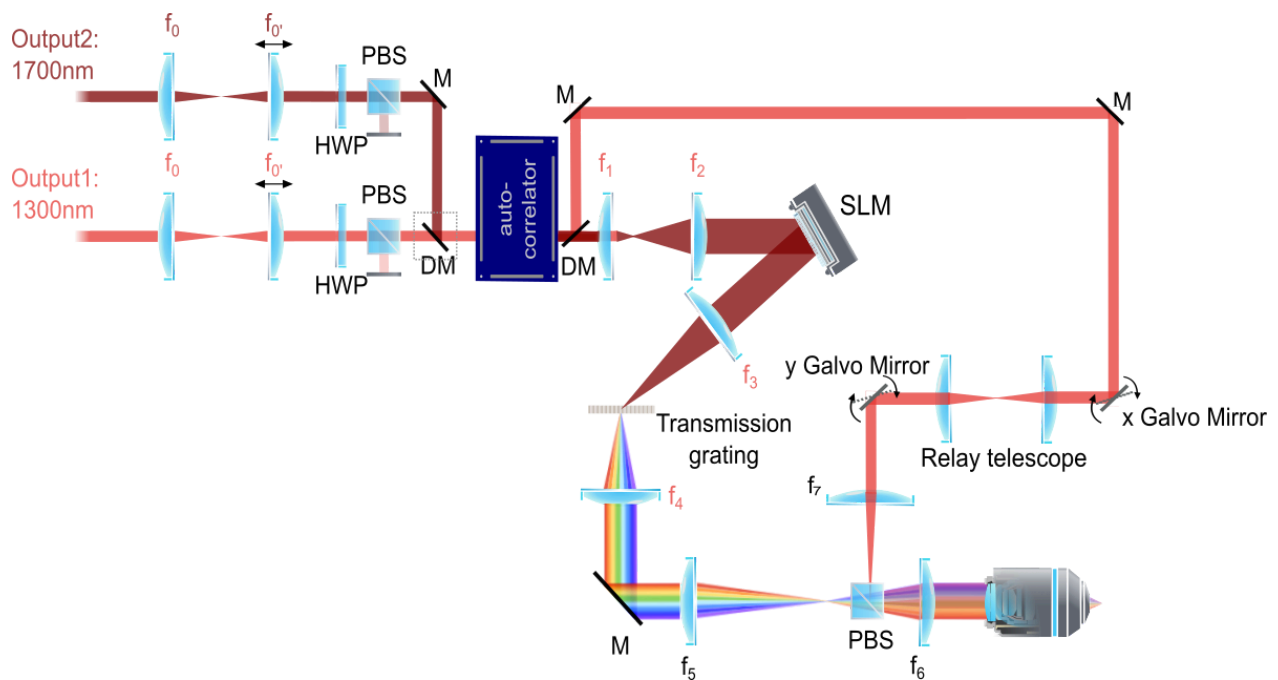 f0
f0'
Output2:
1700nm
PBS
M
HWP
M
M
Output1:
1300nm
f0
f0'
PBS
HWP
DM
auto-
correlator
DM
f1
f2
SLM
f3
Transmission
grating
y Galvo Mirror
x Galvo Mirror
Relay telescope
f4
f7
M
f5
PBS
f6